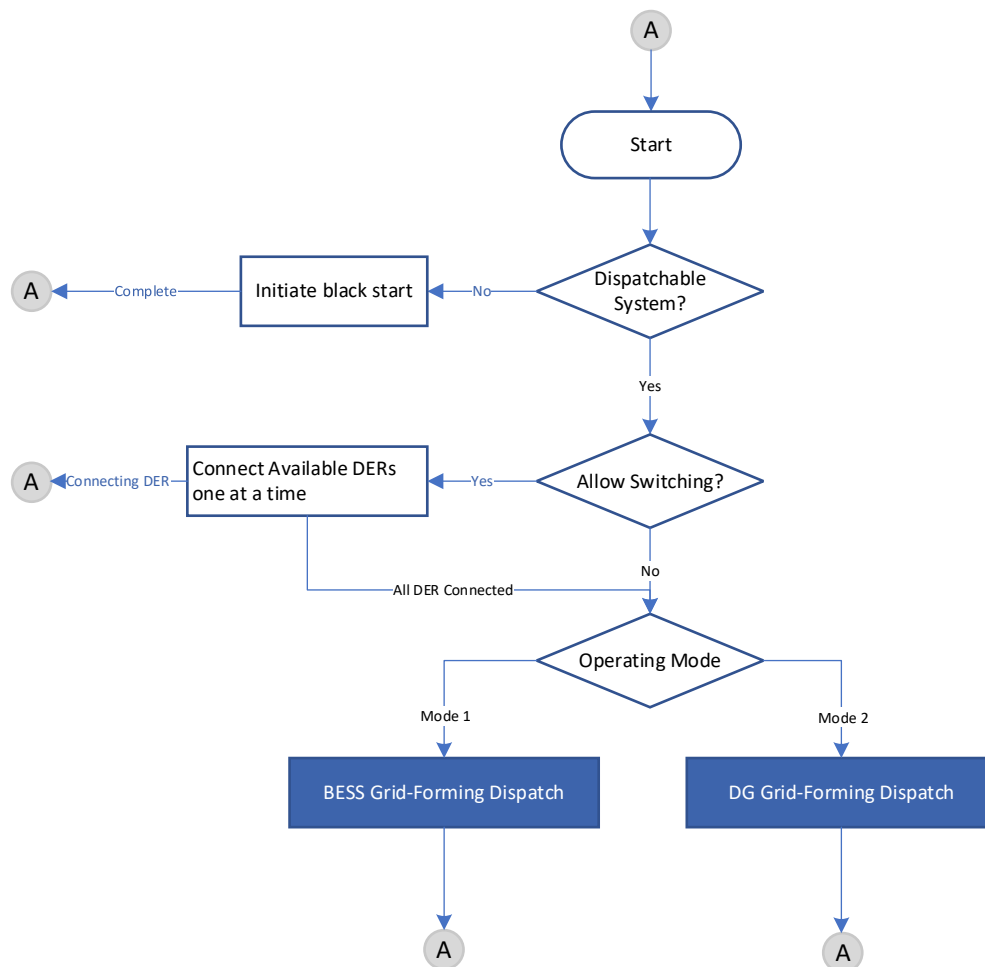 A
Start
Dispatchable
System?
No
Initiate black start
Complete
A
Yes
Allow Switching?
Yes
Connect Available DERs
one at a time
Connecting DER
A
No
All DER Connected
Operating Mode
Mode 1
Mode 2
BESS Grid-Forming Dispatch
DG Grid-Forming Dispatch
A
A